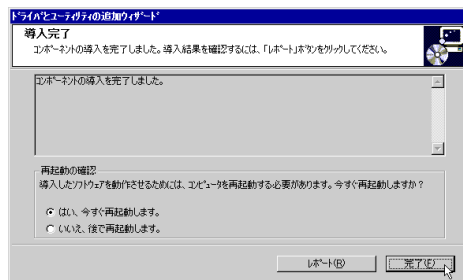 ﾄﾞﾗｲﾊﾞとﾕｰﾃｨﾘﾃｨの追加ｳｨｻﾞｰﾄﾞ
導入完了
ｺﾝﾎﾟｰﾈﾝﾄの導入を完了しました。導入結果を確認するには、「ﾚﾎﾟｰﾄ」ﾎﾞﾀﾝをｸﾘｯｸしてください。
ｺﾝﾎﾟｰﾈﾝﾄの導入を完了しました。
再起動の確認
導入したｿﾌﾄｳｪｱを動作させるためには、ｺﾝﾋﾟｭｰﾀを再起動する必要があります。今すぐ再起動しますか？
はい、今すぐ再起動します。
いいえ、後で再起動します。
ﾚﾎﾟｰﾄ(R)
完了(F)